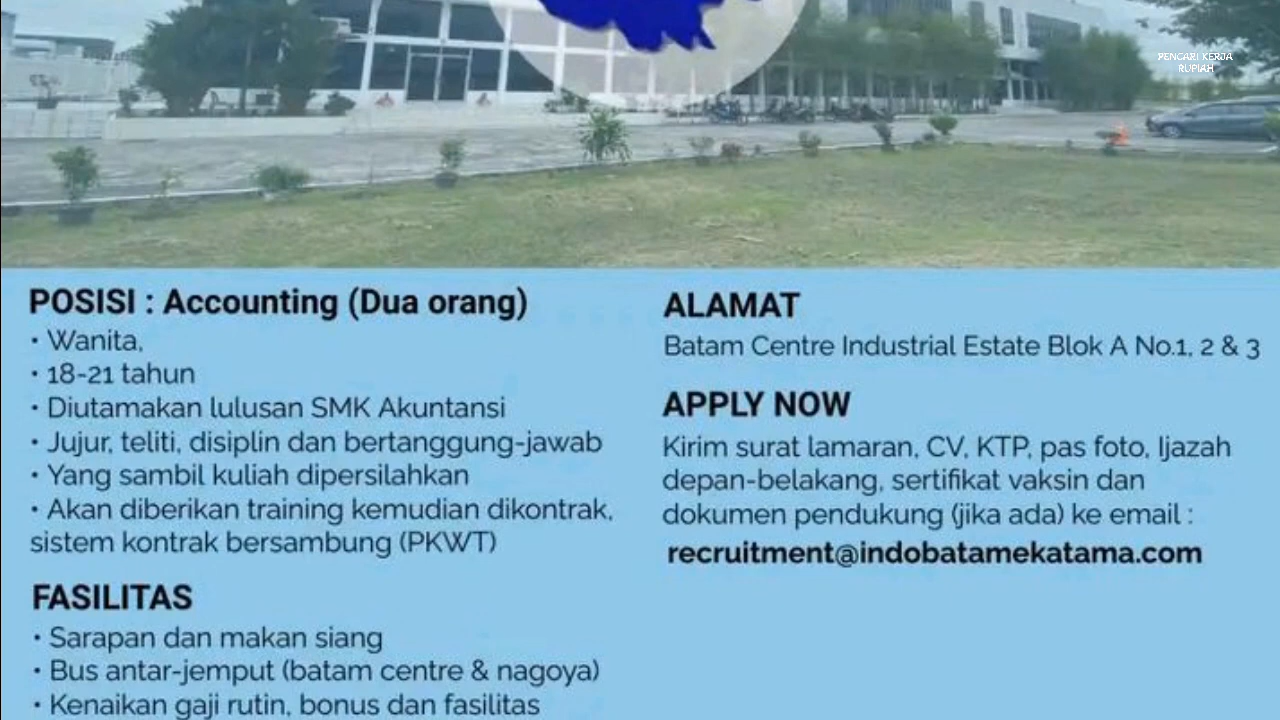 PENCARI KERJA
RUPIAH
POSISI : Accounting (Dua orang)
• Wanita,
• 18-21 tahun
• Diutamakan lulusan SMK Akuntansi
• Jujur, teliti, disiplin dan bertanggung-jawab
• Yang sambil kuliah dipersilahkan
• Akan diberikan training kemudian dikontrak,
sistem kontrak bersambung (PKWT)
FASILITAS
• Sarapan dan makan siang
• Bus antar-jemput (batam centre & nagoya)
• Kenaikan gaji rutin, bonus dan fasilitas
ALAMAT
Batam Centre Industrial Estate Blok A No.1, 2 & 3
APPLY NOW
Kirim surat lamaran, CV, KTP, pas foto, Ijazah
depan-belakang, sertifikat vaksin dan
dokumen pendukung (jika ada) ke email :
recruitment@indobatamekatama.com